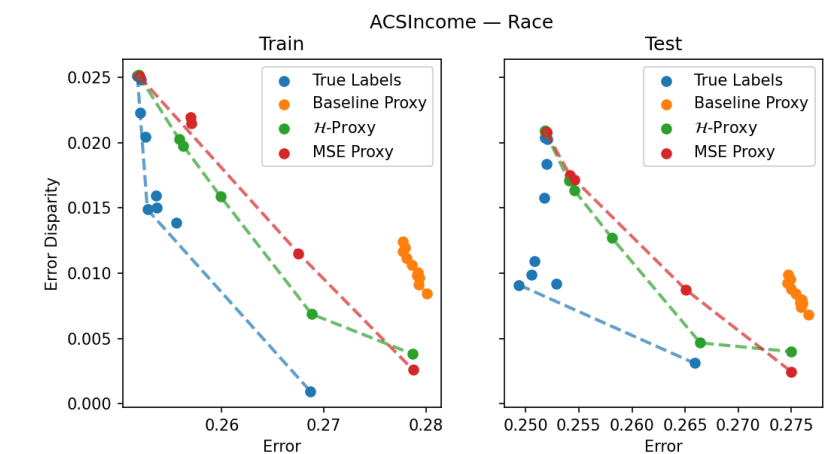 ACSIncome — Race
Train
Test
True Labels
Baseline Proxy
ℋ-Proxy
MSE Proxy
True Labels
Baseline Proxy
ℋ-Proxy
MSE Proxy
Error Disparity
0.025
0.020
0.015
0.010
0.005
0.000
0.26 0.27 0.28
0.250 0.255 0.260 0.265 0.270 0.275
Error
Error